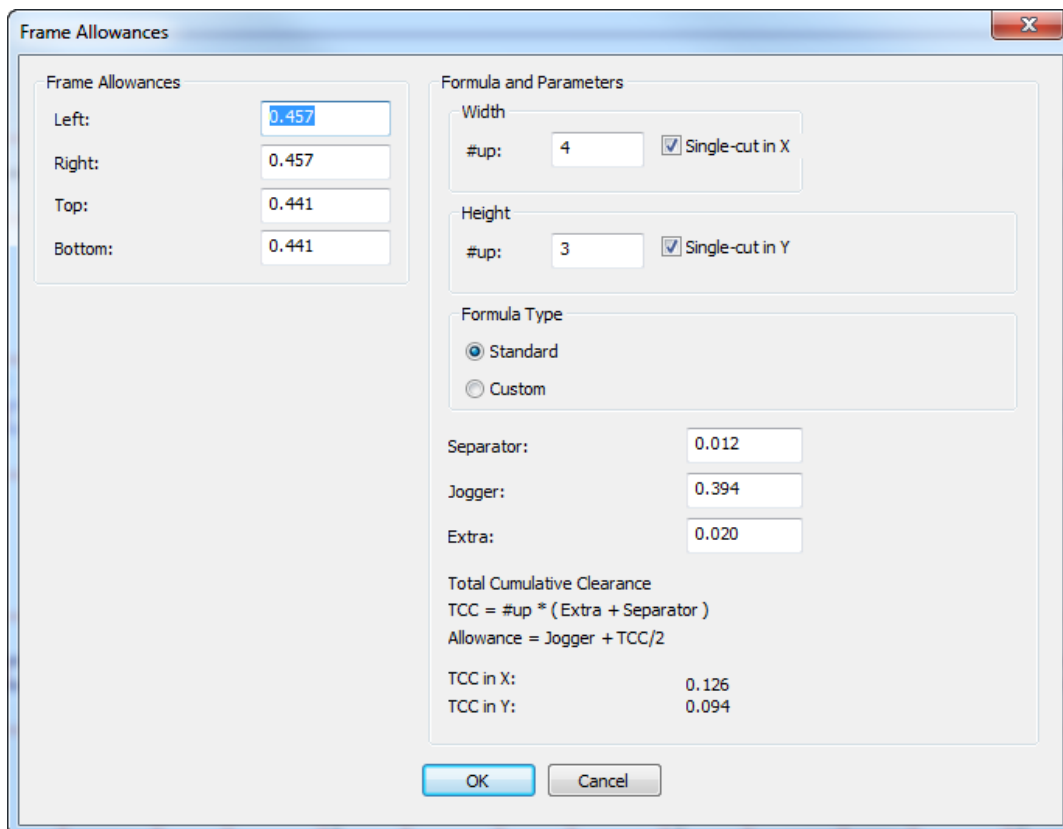 Frame Allowances
Frame Allowances
Left: 0.457
Right: 0.457
Top: 0.441
Bottom: 0.441
Formula and Parameters
Width
#up: 4 Single-cut in X
Height
#up: 3 Single-cut in Y
Formula Type
Standard
Custom
Separator: 0.012
Jogger: 0.394
Extra: 0.020
Total Cumulative Clearance
TCC = #up * ( Extra + Separator )
Allowance = Jogger + TCC/2
TCC in X: 0.126
TCC in Y: 0.094
OK Cancel